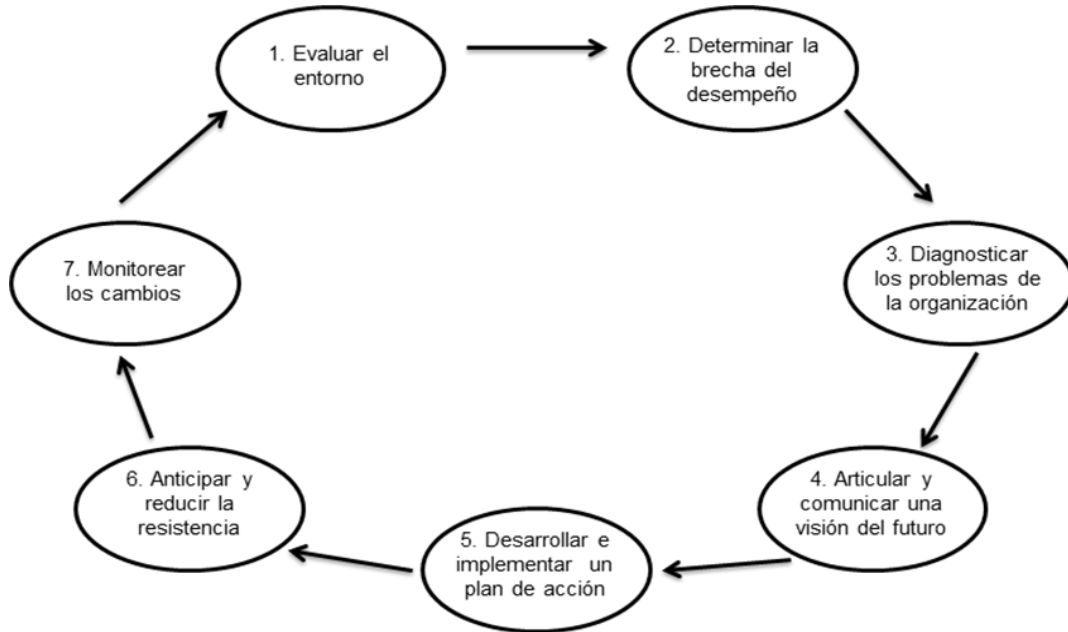 1. Evaluar el
entorno
2. Determinar la
brecha del
desempeño
3. Diagnosticar
los problemas de
la organización
4. Articular y
comunicar una
visión del futuro
5. Desarrollar e
implementar un
plan de acción
6. Anticipar y
reducir la
resistencia
7. Monitorear
los cambios